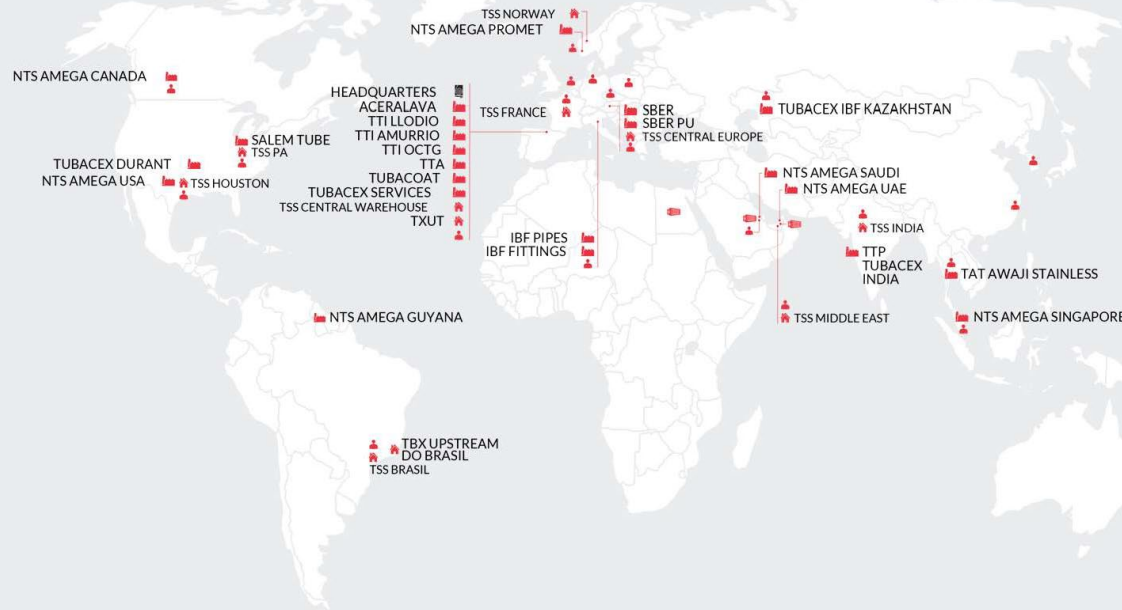 TSS NORWAY
NTS AMEGA PROMET
NTS AMEGA CANADA
HEADQUARTERS
ACERALAVA
TTI LLODIO
TTI AMURRIO
TTI OCTG
TTA
TUBACOAT
TUBACEX SERVICES
TSS CENTRAL WAREHOUSE
TXUT
TSS FRANCE
SBER
SBER PU
TSS CENTRAL EUROPE
TUBACEX IBF KAZAKHSTAN
SALEM TUBE
TSS PA
TUBACEX DURANT
NTS AMEGA USA
TSS HOUSTON
NTS AMEGA SAUDI
NTS AMEGA UAE
TSS INDIA
IBF PIPES
IBF FITTINGS
TTP
TUBACEX
INDIA
TAT AWAJI STAINLESS
NTS AMEGA GUYANA
TSS MIDDLE EAST
NTS AMEGA SINGAPORE
TBX UPSTREAM
DO BRASIL
TSS BRASIL